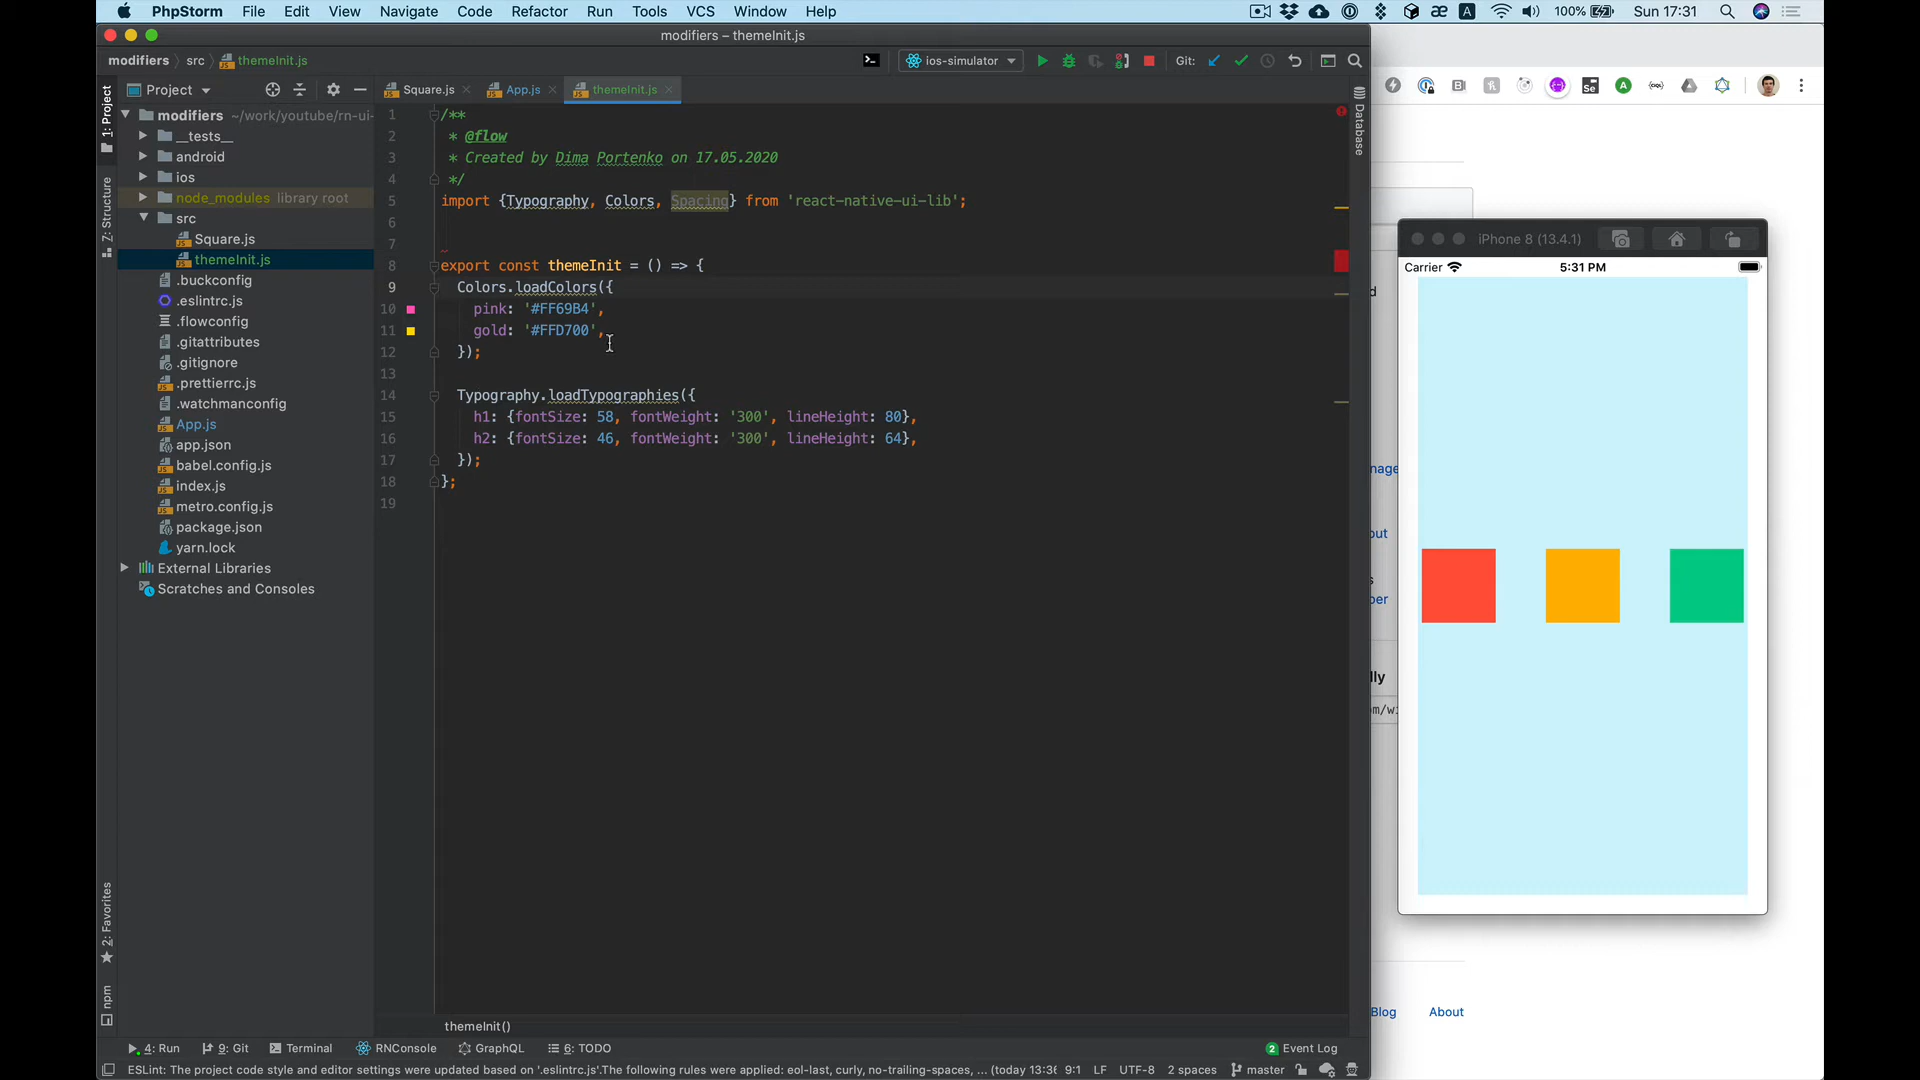 PhpStorm File Edit View Navigate Code Refactor Run Tools VCS Window Help
100% Sun 17:31
modifiers – themeInit.js
modifiers src themeInit.js
ios-simulator Git:
1: Project
Project
Square.js App.js themeInit.js
modifiers ~/work/youtube/rn-ui-
__tests__
android
ios
node_modules library root
src
Square.js
themeInit.js
.buckconfig
.eslintrc.js
.flowconfig
.gitattributes
.gitignore
.prettierrc.js
.watchmanconfig
App.js
app.json
babel.config.js
index.js
metro.config.js
package.json
yarn.lock
External Libraries
Scratches and Consoles
Z: Structure
2: Favorites
npm
1 /**
2 * @flow
3 * Created by Dima Portenko on 17.05.2020
4 */
5 import {Typography, Colors, Spacing} from 'react-native-ui-lib';
6
7
8 export const themeInit = () => {
9 Colors.loadColors({
10 pink: '#FF69B4',
11 gold: '#FFD700',
12 });
13
14 Typography.loadTypographies({
15 h1: {fontSize: 58, fontWeight: '300', lineHeight: 80},
16 h2: {fontSize: 46, fontWeight: '300', lineHeight: 64},
17 });
18 };
19
Database
iPhone 8 (13.4.1)
Carrier 5:31 PM
d
nage
out
s
per
lly
m/wi
Blog About
themeInit()
4: Run 9: Git Terminal RNConsole GraphQL 6: TODO
2 Event Log
ESLint: The project code style and editor settings were updated based on '.eslintrc.js'.The following rules were applied: eol-last, curly, no-trailing-spaces, ... (today 13:36 9:1 LF UTF-8 2 spaces master